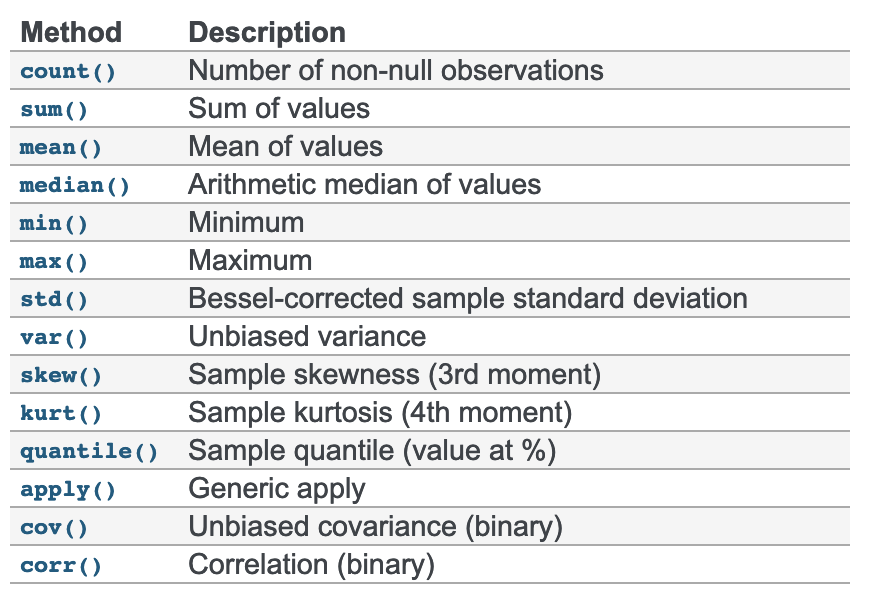 Method Description
count() Number of non-null observations
sum() Sum of values
mean() Mean of values
median() Arithmetic median of values
min() Minimum
max() Maximum
std() Bessel-corrected sample standard deviation
var() Unbiased variance
skew() Sample skewness (3rd moment)
kurt() Sample kurtosis (4th moment)
quantile() Sample quantile (value at %)
apply() Generic apply
cov() Unbiased covariance (binary)
corr() Correlation (binary)